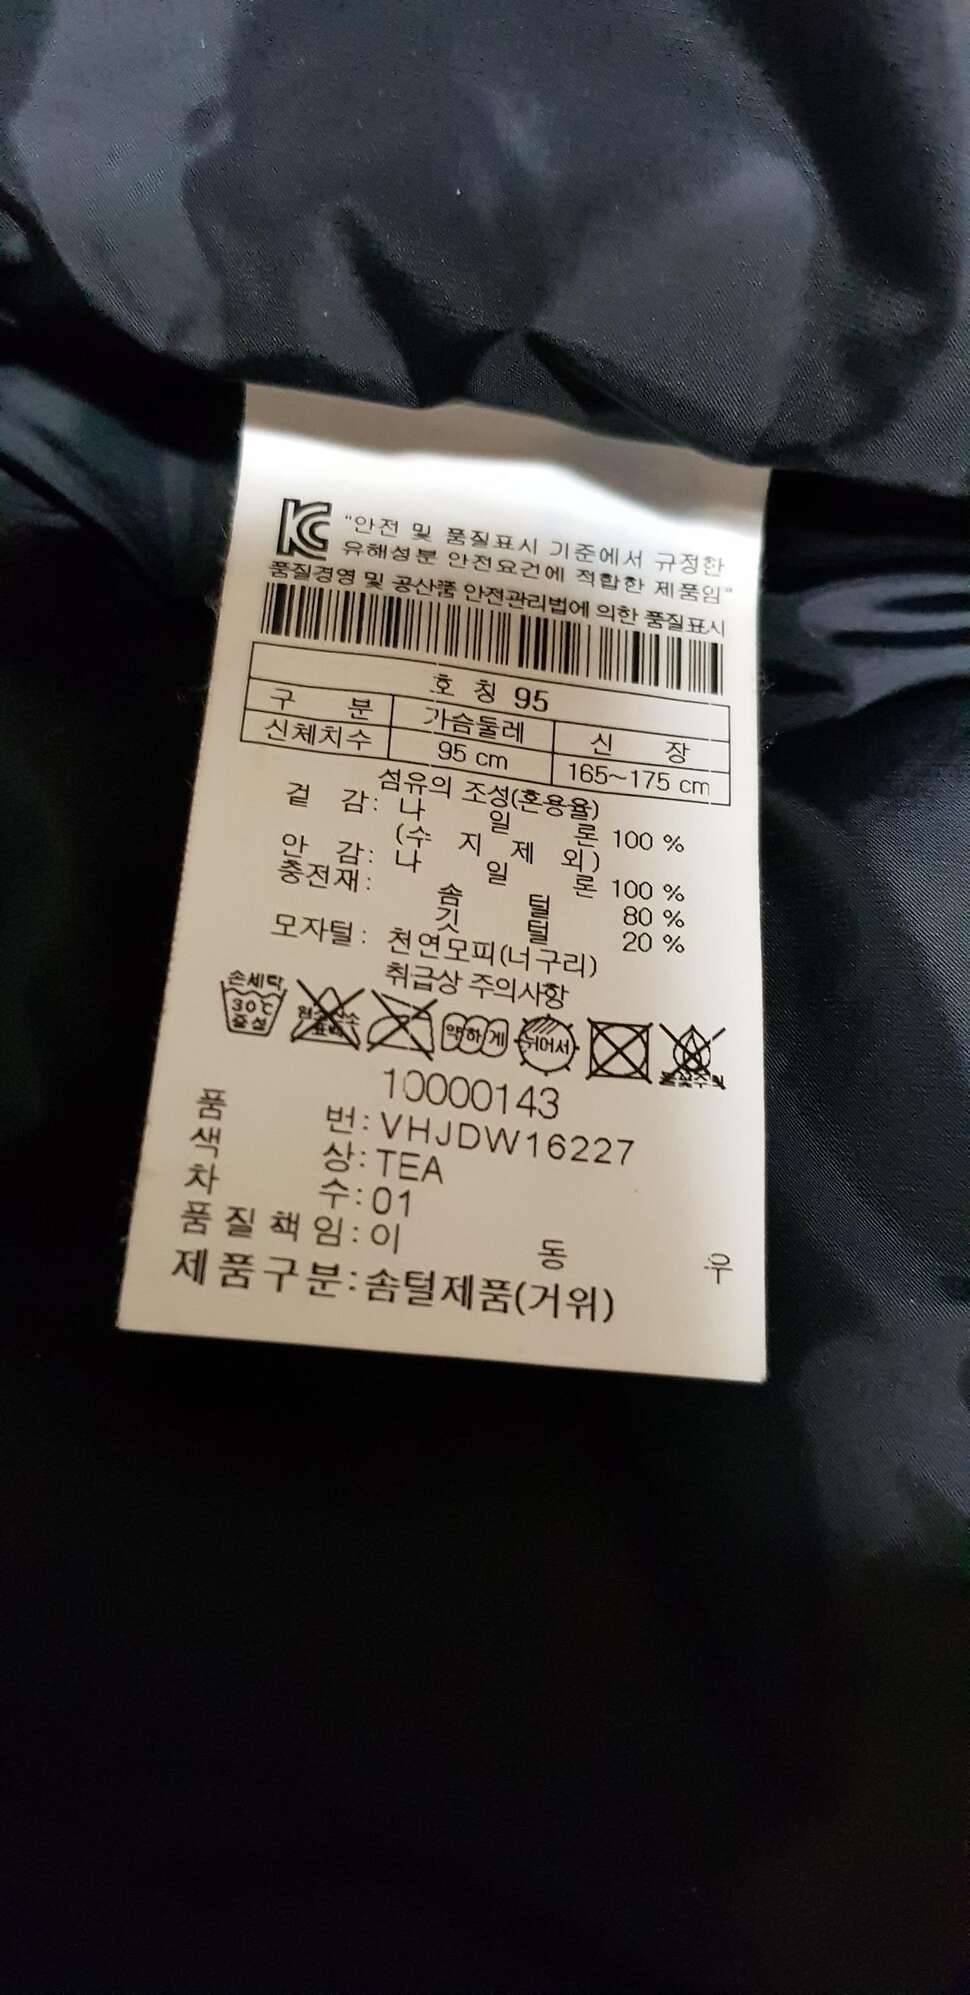 KC "안전 및 품질표시 기준에서 규정한
유해성분 안전요건에 적합한 제품임"
품질경영 및 공산품 안전관리법에 의한 품질표시
호 칭 95
구 분 가슴둘레 신 장
신체치수 95 cm 165~175 cm
섬유의 조성(혼용율)
겉 감: 나 일 론 100 %
(수 지 제 외)
안 감: 나 일 론 100 %
충전재: 솜 털 80 %
깃 털 20 %
모자털: 천연모피(너구리)
취급상 주의사항
손세탁
30℃
중성
약하게
뉘어서
10000143
품 번: VHJDW16227
색 상: TEA
차 수: 01
품 질 책 임: 이 동 우
제 품 구 분: 솜털제품(거위)